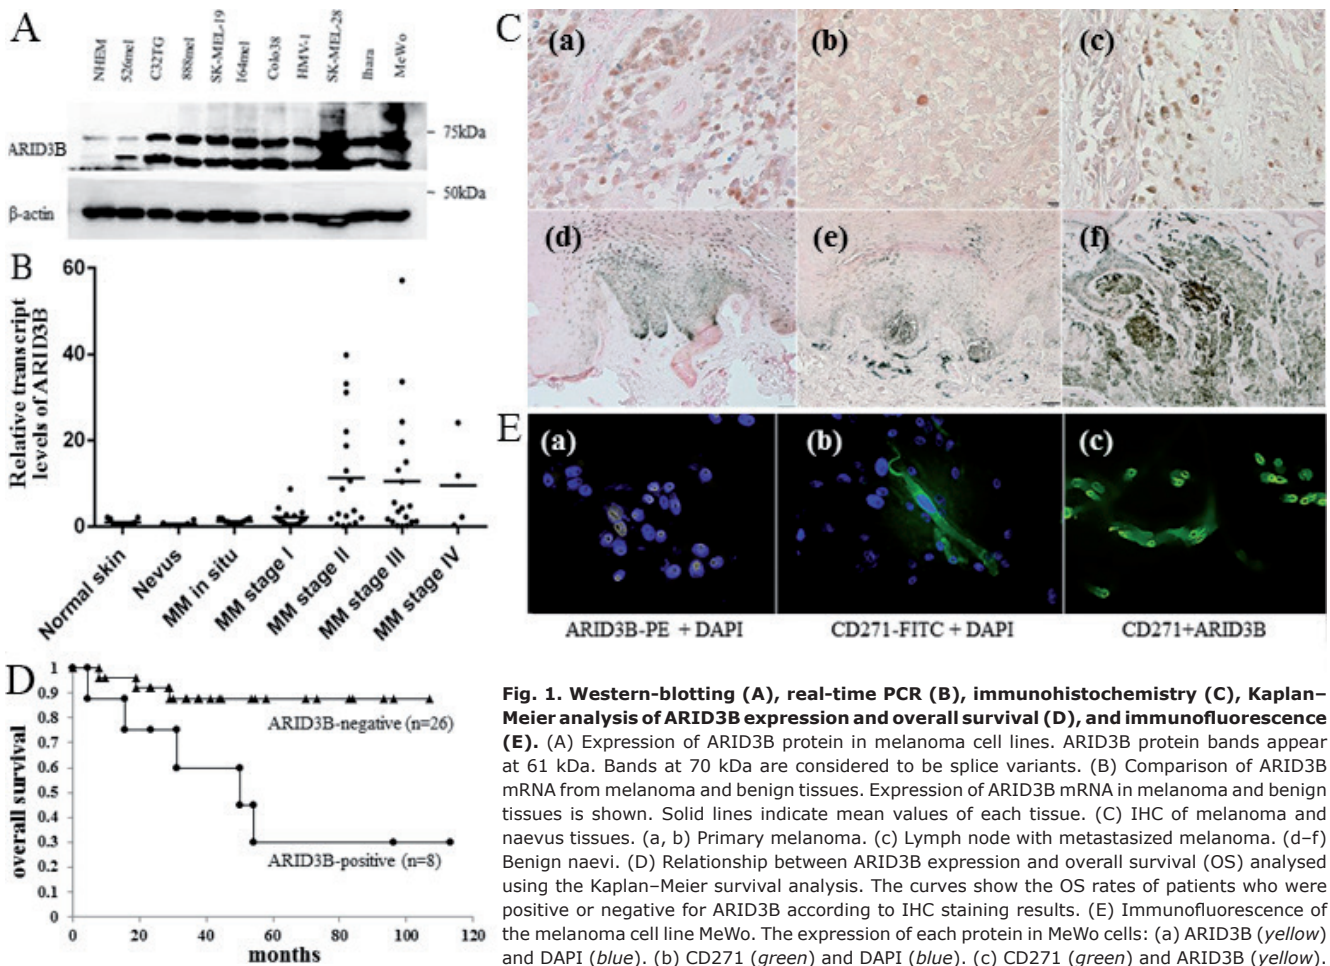 A
NHEM
526mel
C32TG
888mel
SK-MEL-19
164mel
Colo38
HMV-1
SK-MEL-28
Ihara
MeWo
ARID3B
75kDa
50kDa
β-actin
B
Relative transcript
levels of ARID3B
60
40
20
0
Normal skin
Nevus
MM in situ
MM stage I
MM stage II
MM stage III
MM stage IV
C
(a)
(b)
(c)
(d)
(e)
(f)
E
(a)
(b)
(c)
ARID3B-PE + DAPI
CD271-FITC + DAPI
CD271+ARID3B
D
overall survival
1
0.9
0.8
0.7
0.6
0.5
0.4
0.3
0.2
0.1
0
ARID3B-negative (n=26)
ARID3B-positive (n=8)
0
20
40
60
80
100
120
months
Fig. 1. Western-blotting (A), real-time PCR (B), immunohistochemistry (C), Kaplan–
Meier analysis of ARID3B expression and overall survival (D), and immunofluorescence
(E). (A) Expression of ARID3B protein in melanoma cell lines. ARID3B protein bands appear
at 61 kDa. Bands at 70 kDa are considered to be splice variants. (B) Comparison of ARID3B
mRNA from melanoma and benign tissues. Expression of ARID3B mRNA in melanoma and benign
tissues is shown. Solid lines indicate mean values of each tissue. (C) IHC of melanoma and
naevus tissues. (a, b) Primary melanoma. (c) Lymph node with metastasized melanoma. (d–f)
Benign naevi. (D) Relationship between ARID3B expression and overall survival (OS) analysed
using the Kaplan–Meier survival analysis. The curves show the OS rates of patients who were
positive or negative for ARID3B according to IHC staining results. (E) Immunofluorescence of
the melanoma cell line MeWo. The expression of each protein in MeWo cells: (a) ARID3B (yellow)
and DAPI (blue). (b) CD271 (green) and DAPI (blue). (c) CD271 (green) and ARID3B (yellow).